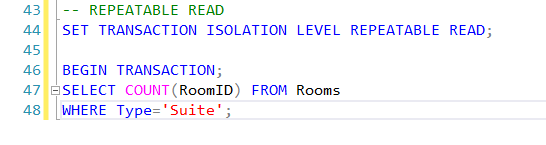 43 -- REPEATABLE READ
44 SET TRANSACTION ISOLATION LEVEL REPEATABLE READ;
45
46 BEGIN TRANSACTION;
47 SELECT COUNT(RoomID) FROM Rooms
48 WHERE Type='Suite';